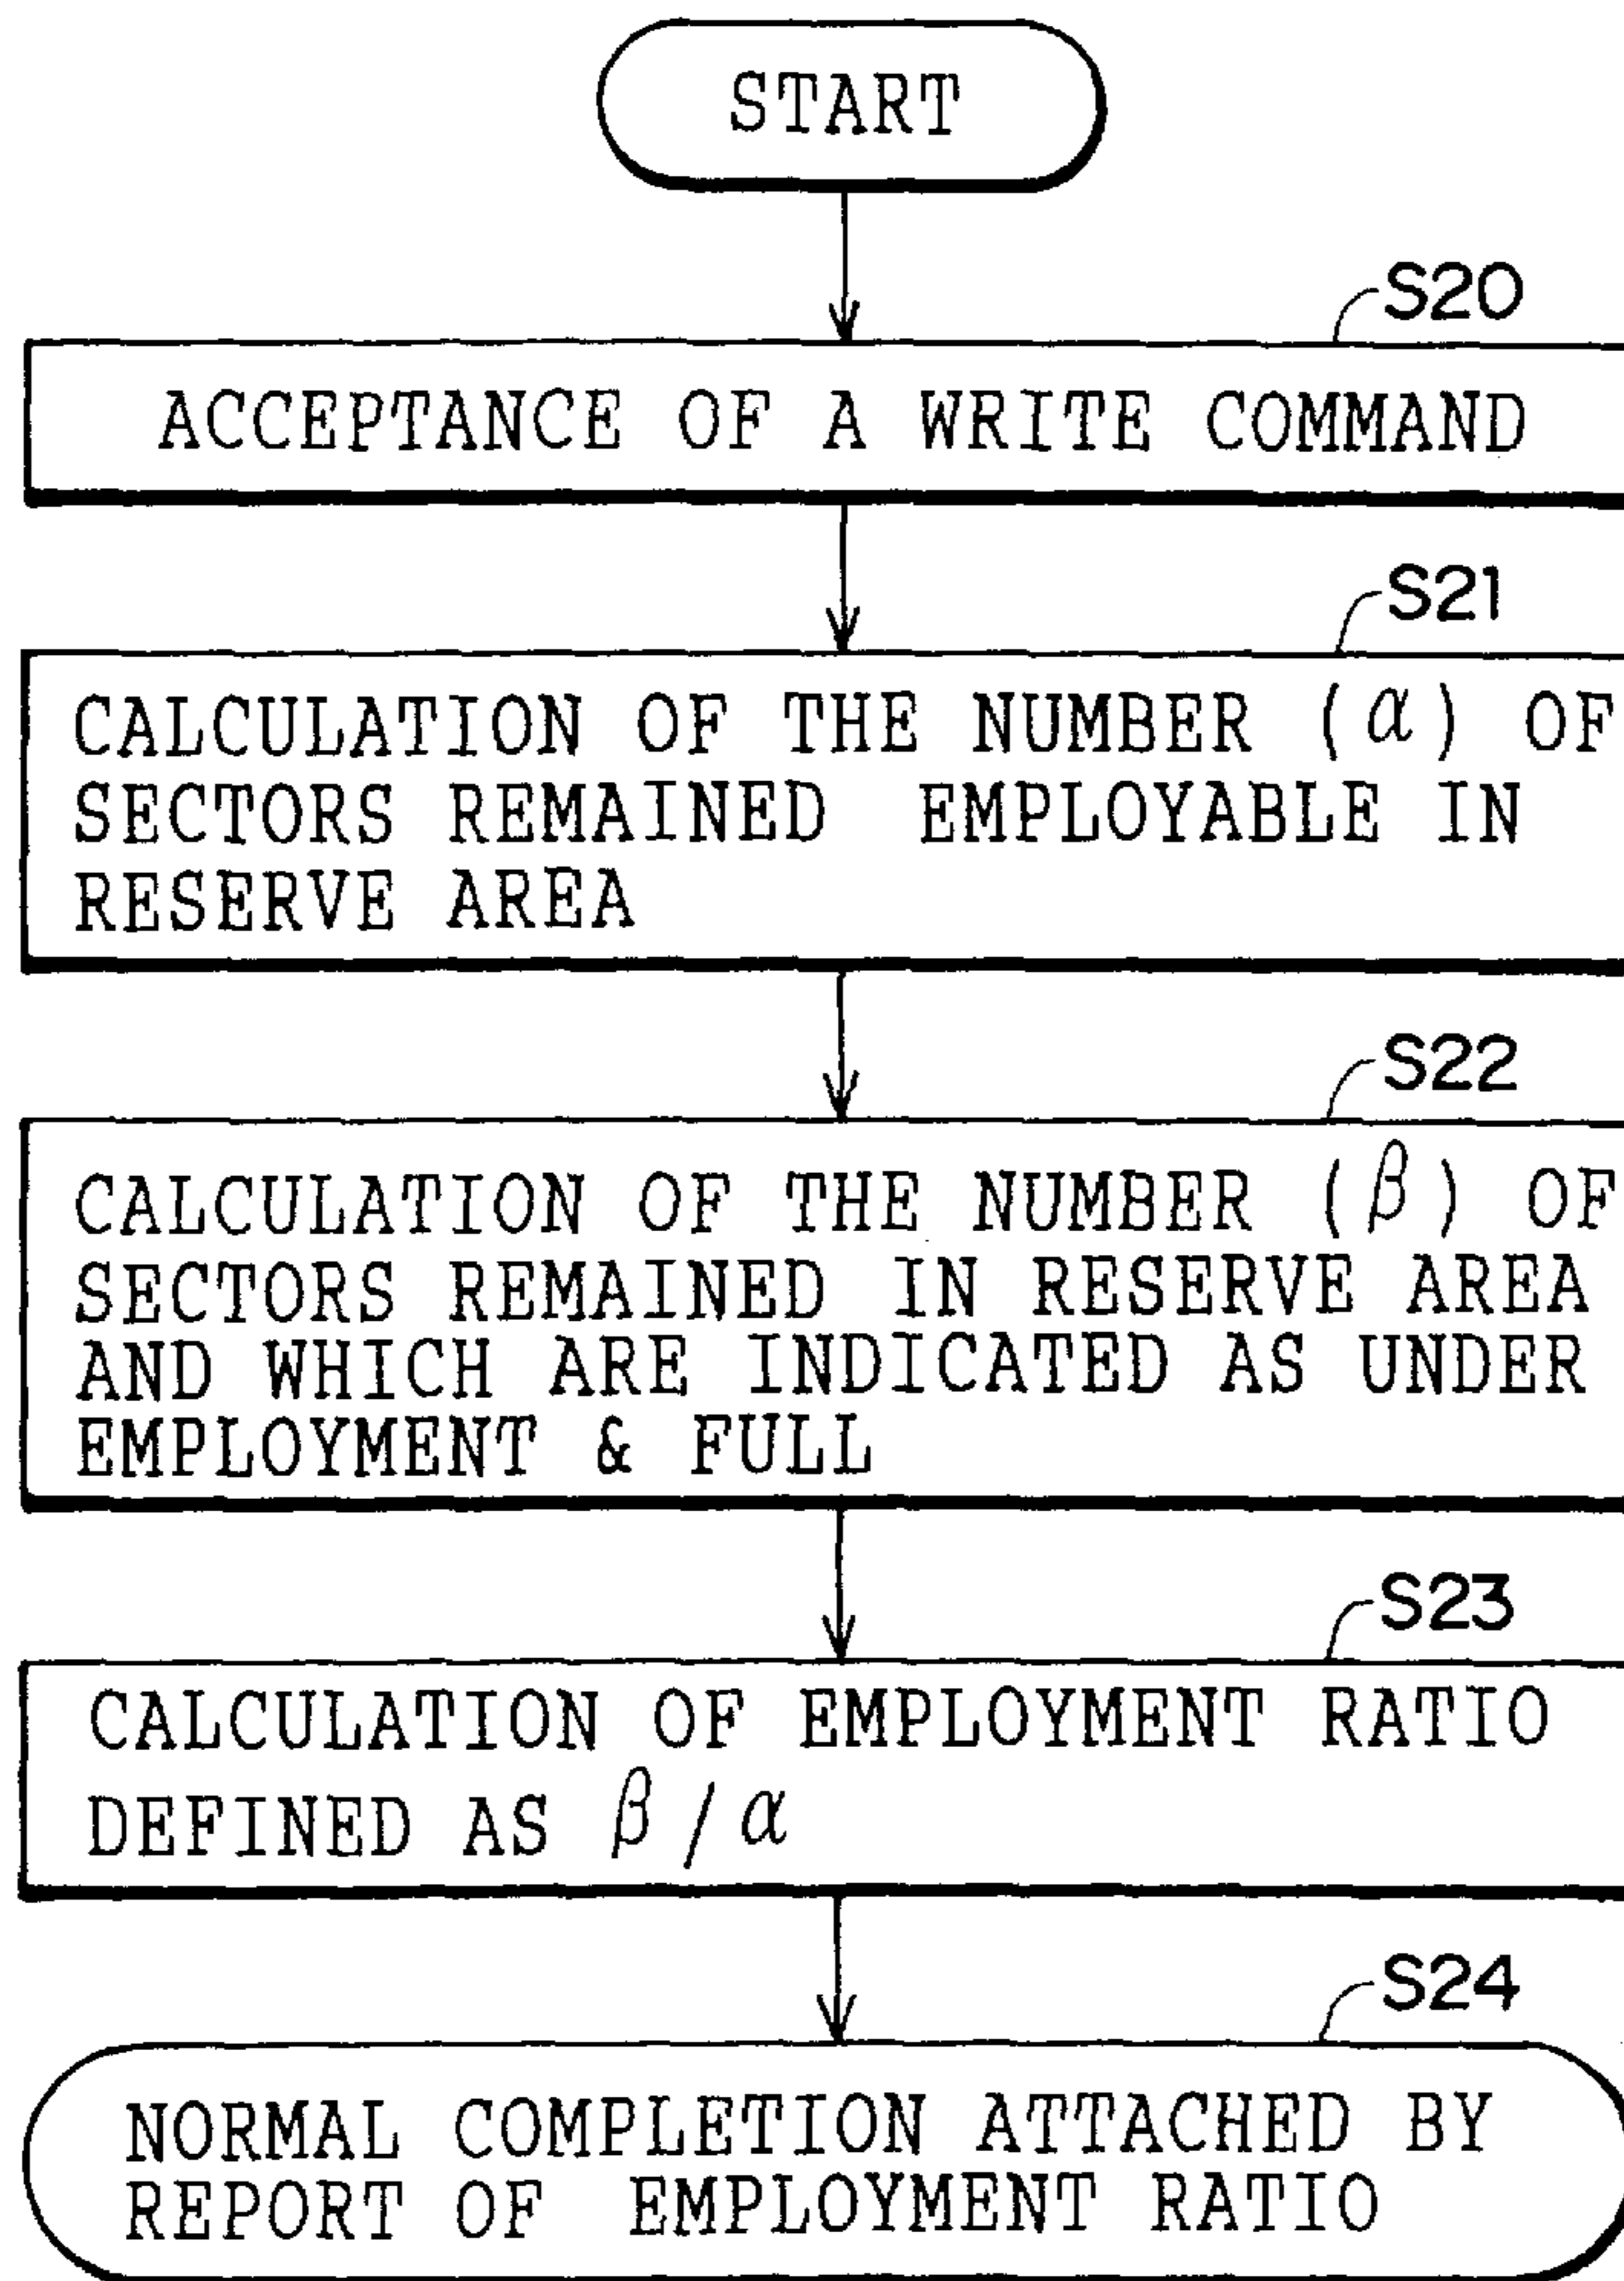 START
S20
ACCEPTANCE OF A WRITE COMMAND
S21
CALCULATION OF THE NUMBER (α) OF
SECTORS REMAINED EMPLOYABLE IN
RESERVE AREA
S22
CALCULATION OF THE NUMBER (β) OF
SECTORS REMAINED IN RESERVE AREA
AND WHICH ARE INDICATED AS UNDER
EMPLOYMENT & FULL
S23
CALCULATION OF EMPLOYMENT RATIO
DEFINED AS β/α
S24
NORMAL COMPLETION ATTACHED BY
REPORT OF EMPLOYMENT RATIO